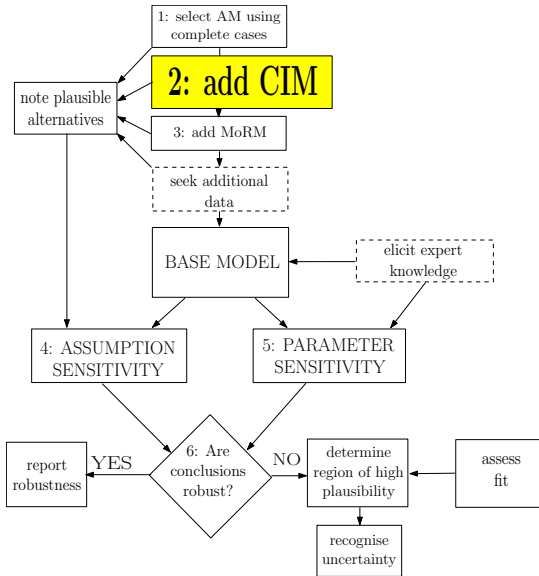 1: select AM using
complete cases
2: add CIM
note plausible
alternatives
3: add MoRM
seek additional
data
BASE MODEL
elicit expert
knowledge
4: ASSUMPTION
SENSITIVITY
5: PARAMETER
SENSITIVITY
6: Are
conclusions
robust?
YES
NO
report
robustness
determine
region of high
plausibility
assess
fit
recognise
uncertainty